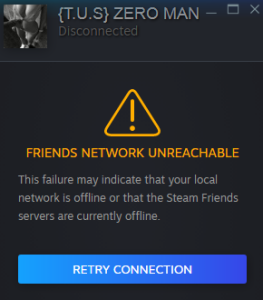 {T.U.S} ZERO MAN
Disconnected
FRIENDS NETWORK UNREACHABLE
This failure may indicate that your local
network is offline or that the Steam Friends
servers are currently offline.
RETRY CONNECTION